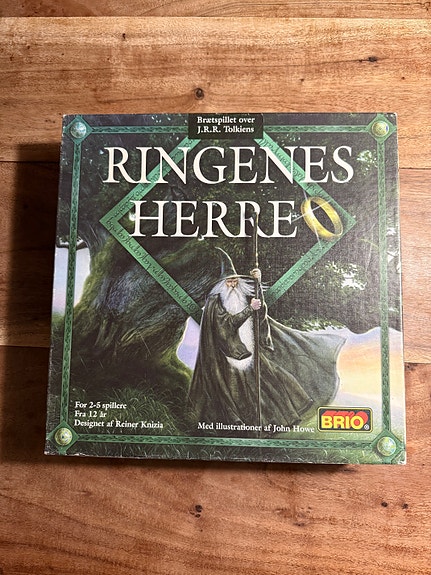 Brætspillet over
J.R.R. Tolkiens
RINGENES
HERRE
For 2-5 spillere
Fra 12 år
Designet af Reiner Knizia
Med illustrationer af John Howe
BRIO®